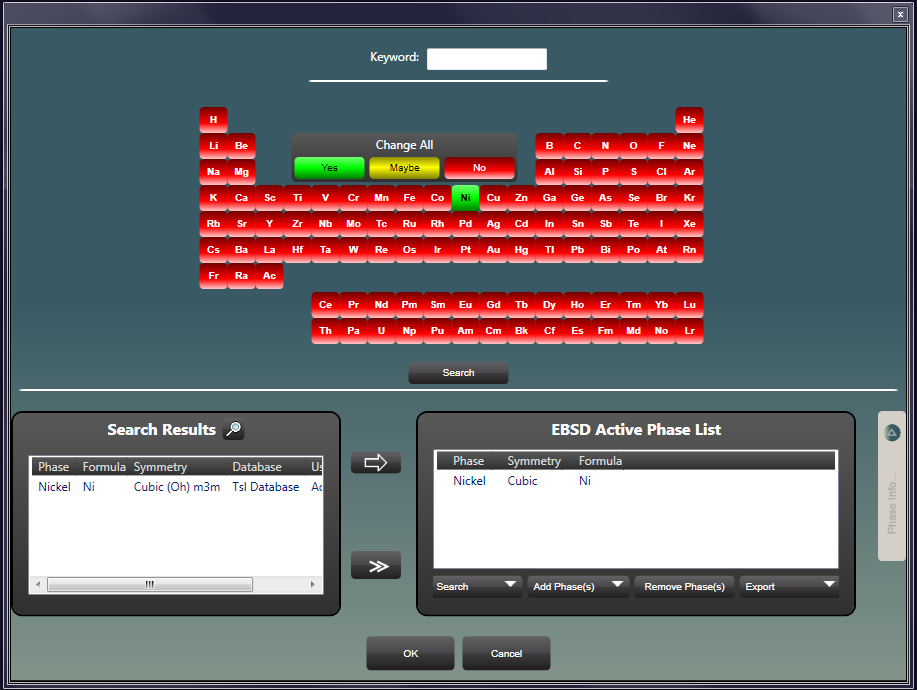 Keyword:
H He
Li Be Change All B C N O F Ne
Yes Maybe No
Na Mg Al Si P S Cl Ar
K Ca Sc Ti V Cr Mn Fe Co Ni Cu Zn Ga Ge As Se Br Kr
Rb Sr Y Zr Nb Mo Tc Ru Rh Pd Ag Cd In Sn Sb Te I Xe
Cs Ba La Hf Ta W Re Os Ir Pt Au Hg Tl Pb Bi Po At Rn
Fr Ra Ac
Ce Pr Nd Pm Sm Eu Gd Tb Dy Ho Er Tm Yb Lu
Th Pa U Np Pu Am Cm Bk Cf Es Fm Md No Lr
Search
Search Results
Phase Formula Symmetry Database Us
Nickel Ni Cubic (Oh) m3m Tsl Database Ac
EBSD Active Phase List
Phase Symmetry Formula
Nickel Cubic Ni
Search Add Phase(s) Remove Phase(s) Export
Phase Info...
OK Cancel